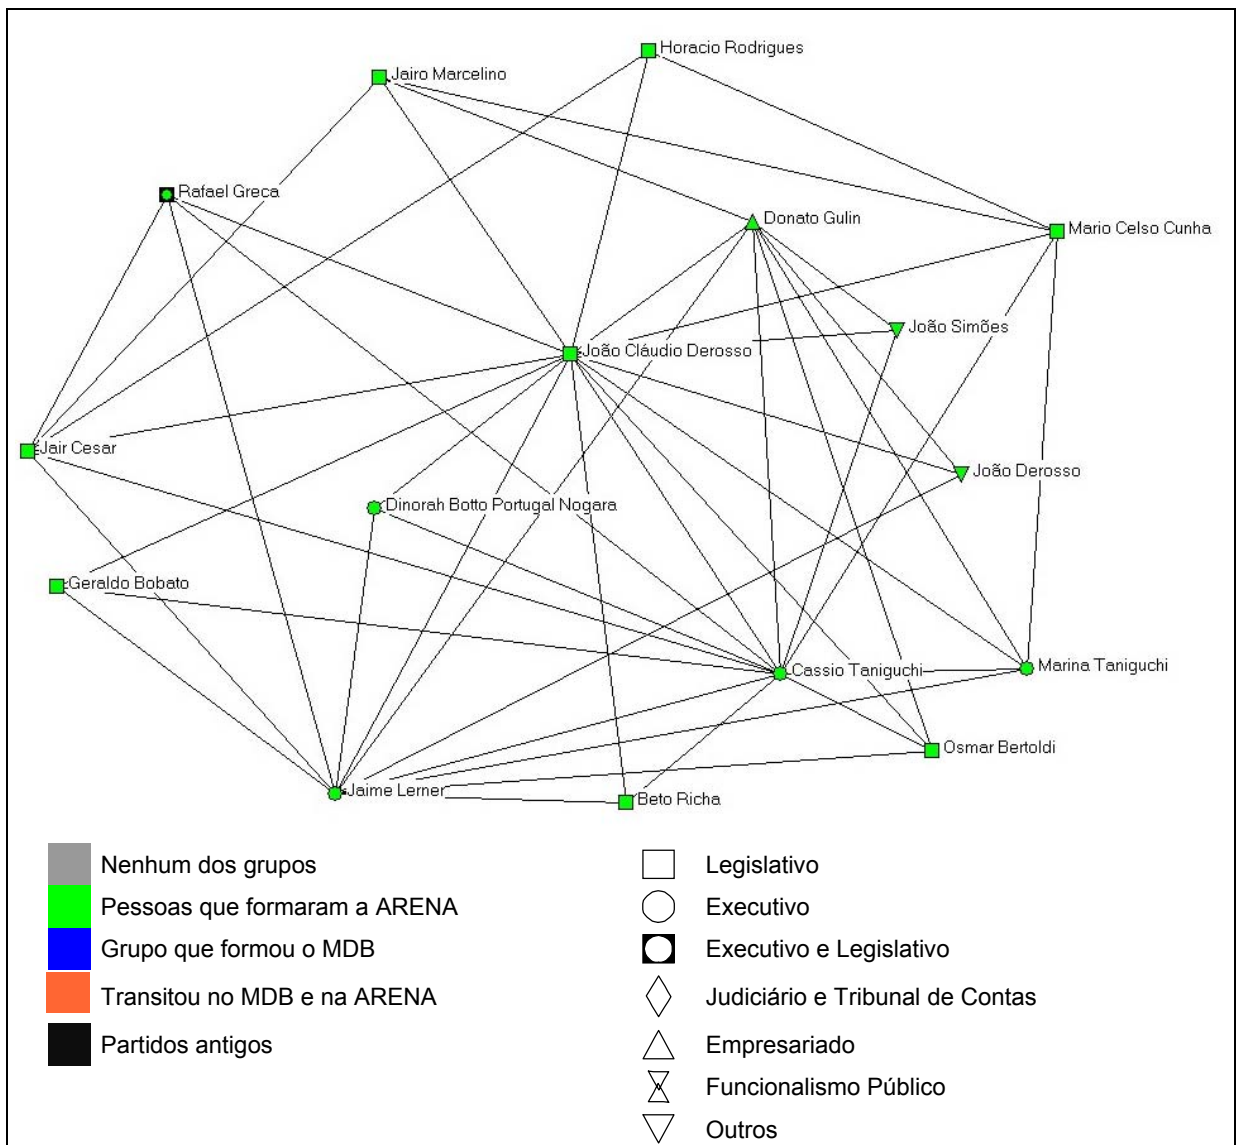 Horacio Rodrigues
Jairo Marcelino
Rafael Greca
Donato Gulin
Mario Celso Cunha
João Simões
João Cláudio Derosso
Jair Cesar
João Derosso
Dinorah Botto Portugal Nogara
Geraldo Bobato
Cassio Taniguchi
Marina Taniguchi
Osmar Bertoldi
Jaime Lerner
Beto Richa
Nenhum dos grupos
Pessoas que formaram a ARENA
Grupo que formou o MDB
Transitou no MDB e na ARENA
Partidos antigos
Legislativo
Executivo
Executivo e Legislativo
Judiciário e Tribunal de Contas
Empresariado
Funcionalismo Público
Outros